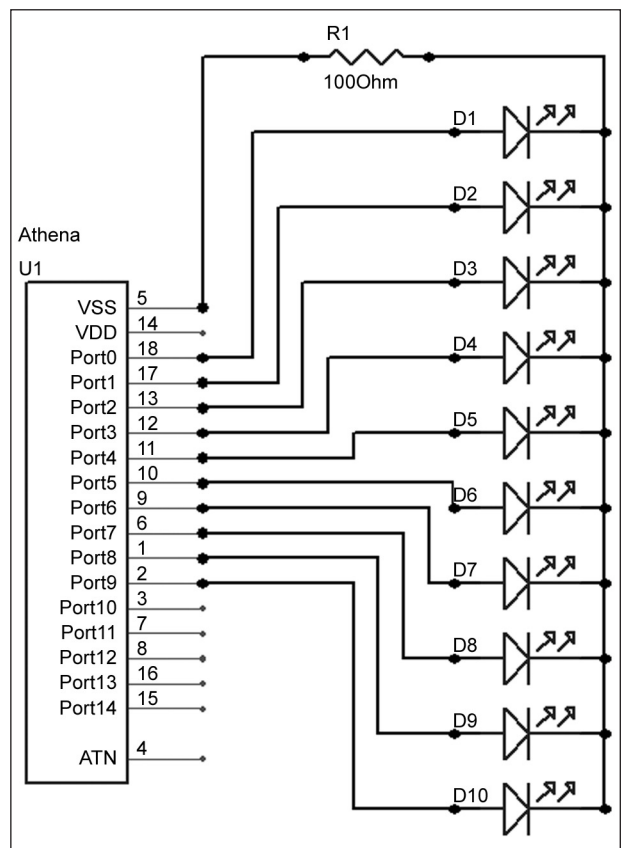 R1
100Ohm
D1
D2
D3
D4
D5
D6
D7
D8
D9
D10
Athena
U1
VSS 5
VDD 14
Port0 18
Port1 17
Port2 13
Port3 12
Port4 11
Port5 10
Port6 9
Port7 6
Port8 1
Port9 2
Port10 3
Port11 7
Port12 8
Port13 16
Port14 15
ATN 4